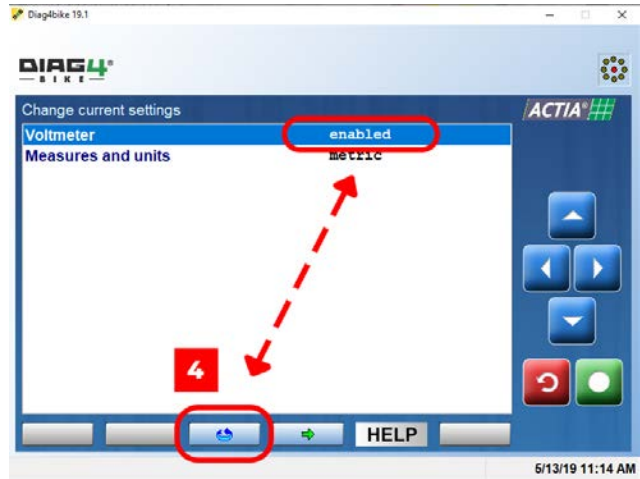 Diag4bike 19.1
DIAG4®
BIKE
Change current settings
ACTIA®
Voltmeter enabled
Measures and units metric
4
HELP
5/13/19 11:14 AM